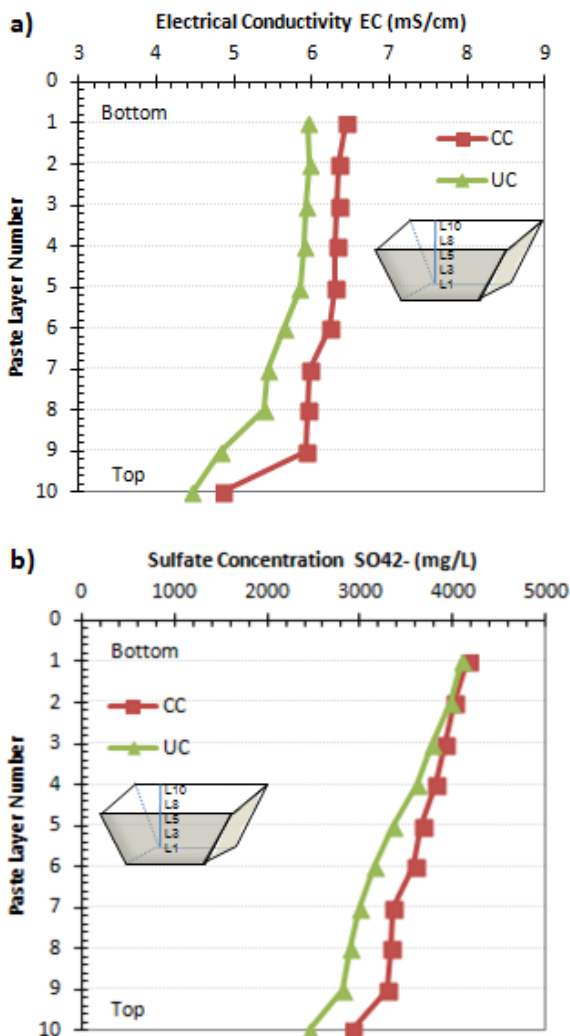 a)
Electrical Conductivity EC (mS/cm)
3 4 5 6 7 8 9
Paste Layer Number
0
1
2
3
4
5
6
7
8
9
10
Bottom
CC
UC
L10
L8
L5
L3
L1
Top
b)
Sulfate Concentration SO42- (mg/L)
0 1000 2000 3000 4000 5000
Paste Layer Number
0
1
2
3
4
5
6
7
8
9
10
Bottom
CC
UC
L10
L8
L5
L3
L1
Top